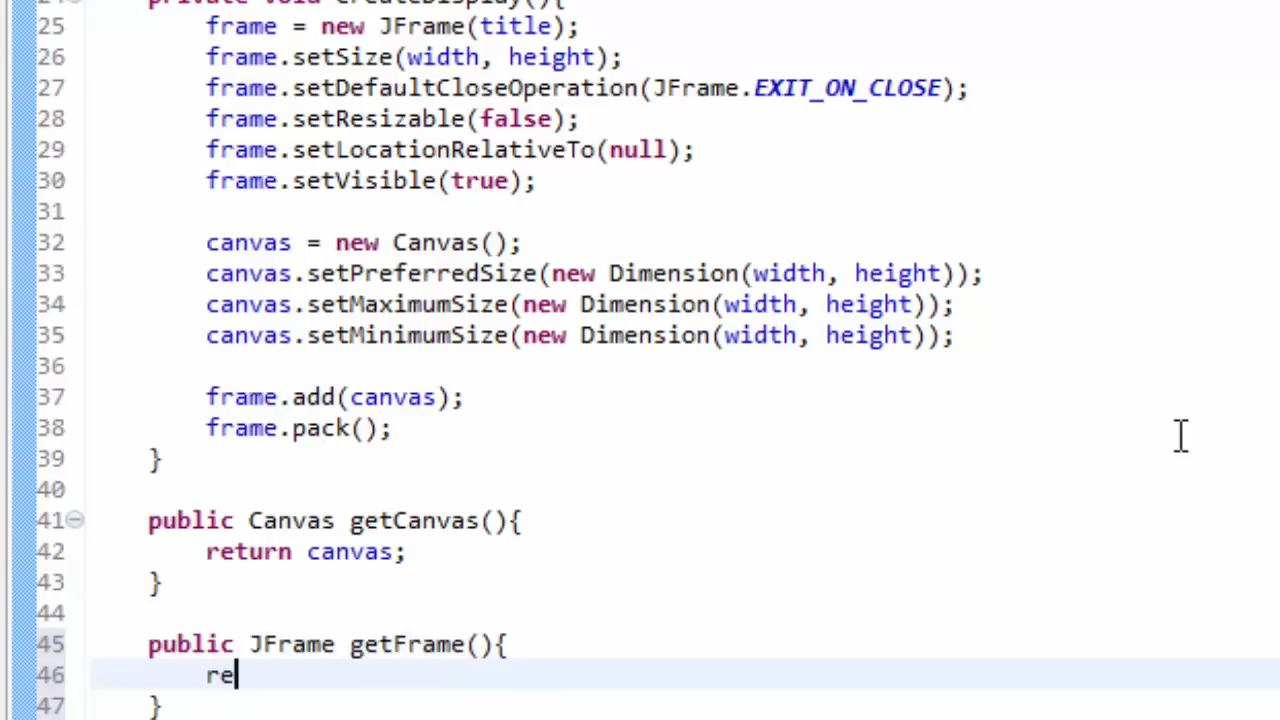 24 private void createDisplay(){
25 frame = new JFrame(title);
26 frame.setSize(width, height);
27 frame.setDefaultCloseOperation(JFrame.EXIT_ON_CLOSE);
28 frame.setResizable(false);
29 frame.setLocationRelativeTo(null);
30 frame.setVisible(true);
31
32 canvas = new Canvas();
33 canvas.setPreferredSize(new Dimension(width, height));
34 canvas.setMaximumSize(new Dimension(width, height));
35 canvas.setMinimumSize(new Dimension(width, height));
36
37 frame.add(canvas);
38 frame.pack();
39 }
40
41 public Canvas getCanvas(){
42 return canvas;
43 }
44
45 public JFrame getFrame(){
46 re
47 }